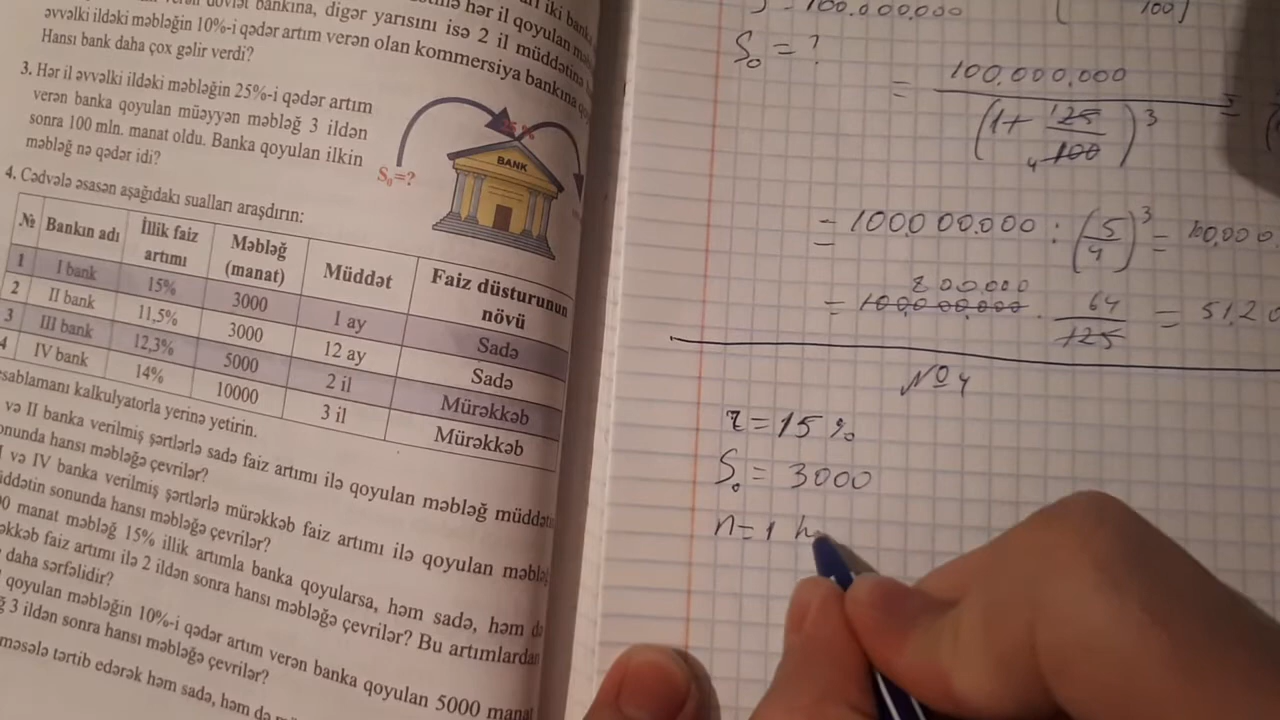 dövlət bankına, digər yarısını isə 2 il müddətinə
əvvəlki ildəki məbləğin 10%-i qədər artım verən olan kommersiya bankına
Hansı bank daha çox gəlir verdi?
3. Hər il əvvəlki ildəki məbləğin 25%-i qədər artım
verən banka qoyulan müəyyən məbləğ 3 ildən
sonra 100 mln. manat oldu. Banka qoyulan ilkin
məbləğ nə qədər idi?
25 %
BANK
S₀=?
4. Cədvələ əsasən aşağıdakı sualları araşdırın:
№ Bankın adı İllik faiz artımı Məbləğ (manat) Müddət Faiz düsturunun növü
1 I bank 15% 3000 1 ay Sadə
2 II bank 11,5% 3000 12 ay Sadə
3 III bank 12,3% 5000 2 il Mürəkkəb
4 IV bank 14% 10000 3 il Mürəkkəb
kalkulyatorla yerinə yetirin.
və II banka verilmiş şərtlərlə sadə faiz artımı ilə qoyulan məbləğ
hansı məbləğə çevrilər?
və IV banka verilmiş şərtlərlə mürəkkəb faiz artımı ilə qoyulan
sonunda hansı məbləğə çevrilər?
manat məbləğ 15% illik artımla banka qoyularsa, həm sadə, həm
faiz artımı ilə 2 ildən sonra hansı məbləğə çevrilər? Bu artımlardan
daha sərfəlidir?
qoyulan məbləğin 10%-i qədər artım verən banka qoyulan 5000
3 ildən sonra hansı məbləğə çevrilər?
məsələ tərtib edərək həm sadə, həm də
100.000.000
100
S₀ = ?
= 100.000.000 / (1+ 25/100)³ =
4
= 100.000.000 : (5/4)³ =
800.000
= 100.000.000 · 64/125 = 51.20
№ 4
r = 15 %
S₀ = 3000
n = 1